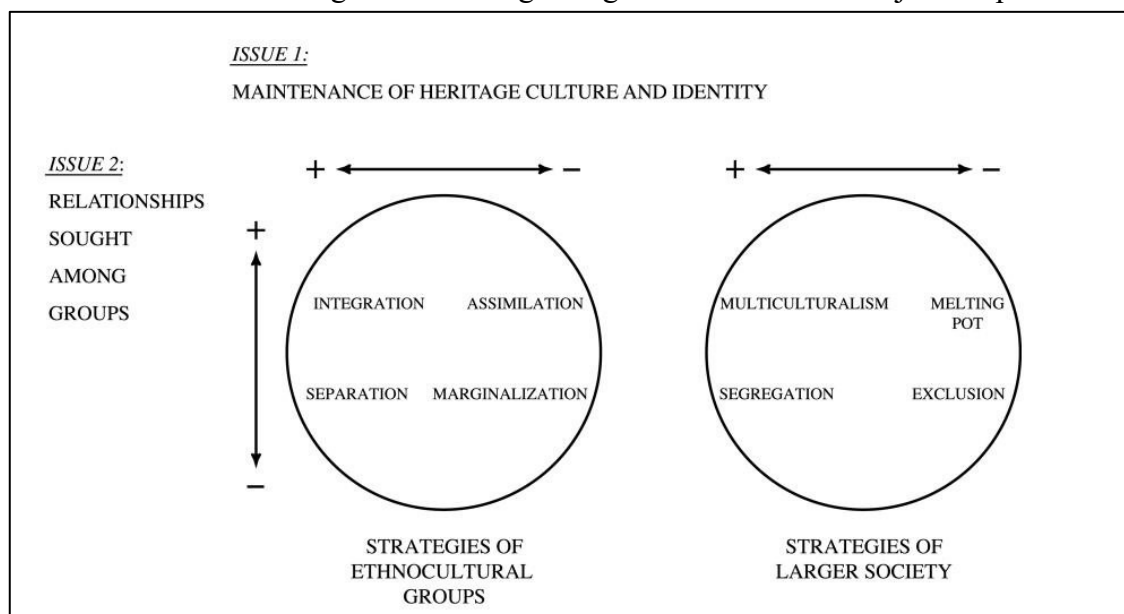 ISSUE 1:
MAINTENANCE OF HERITAGE CULTURE AND IDENTITY
ISSUE 2:
RELATIONSHIPS
SOUGHT
AMONG
GROUPS
+ − + −
+
−
INTEGRATION ASSIMILATION
SEPARATION MARGINALIZATION
MULTICULTURALISM MELTING
POT
SEGREGATION EXCLUSION
STRATEGIES OF
ETHNOCULTURAL
GROUPS
STRATEGIES OF
LARGER SOCIETY